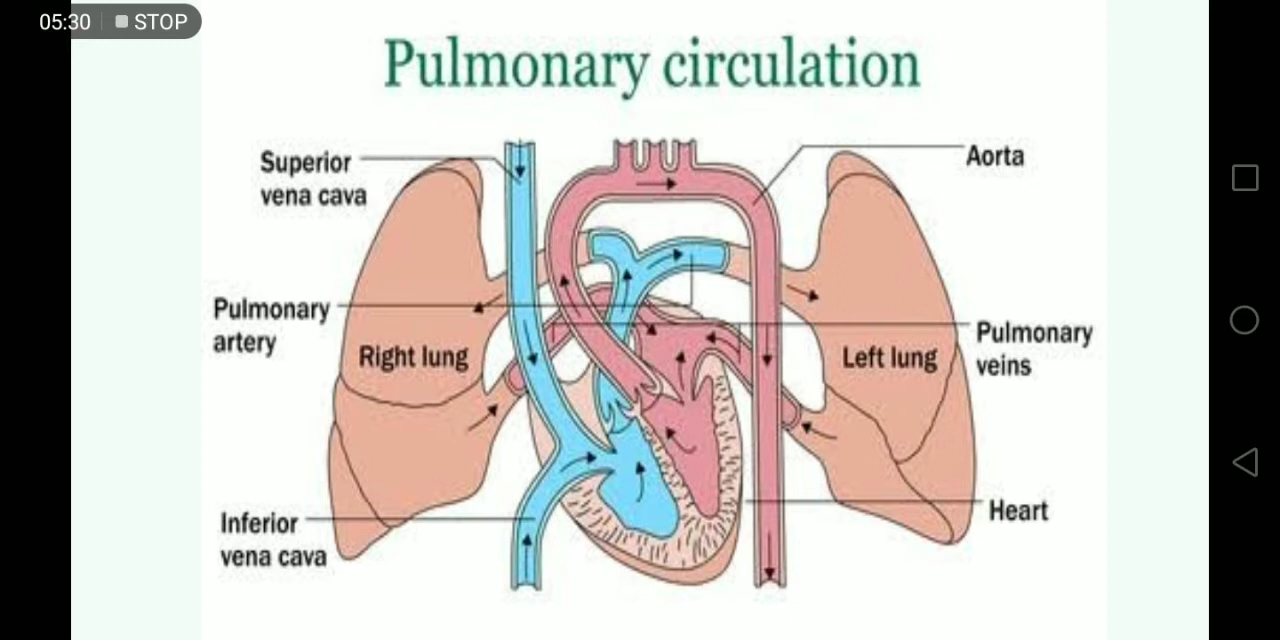 05:30 STOP
Pulmonary circulation
Superior
vena cava
Aorta
Pulmonary
artery
Right lung
Left lung
Pulmonary
veins
Inferior
vena cava
Heart